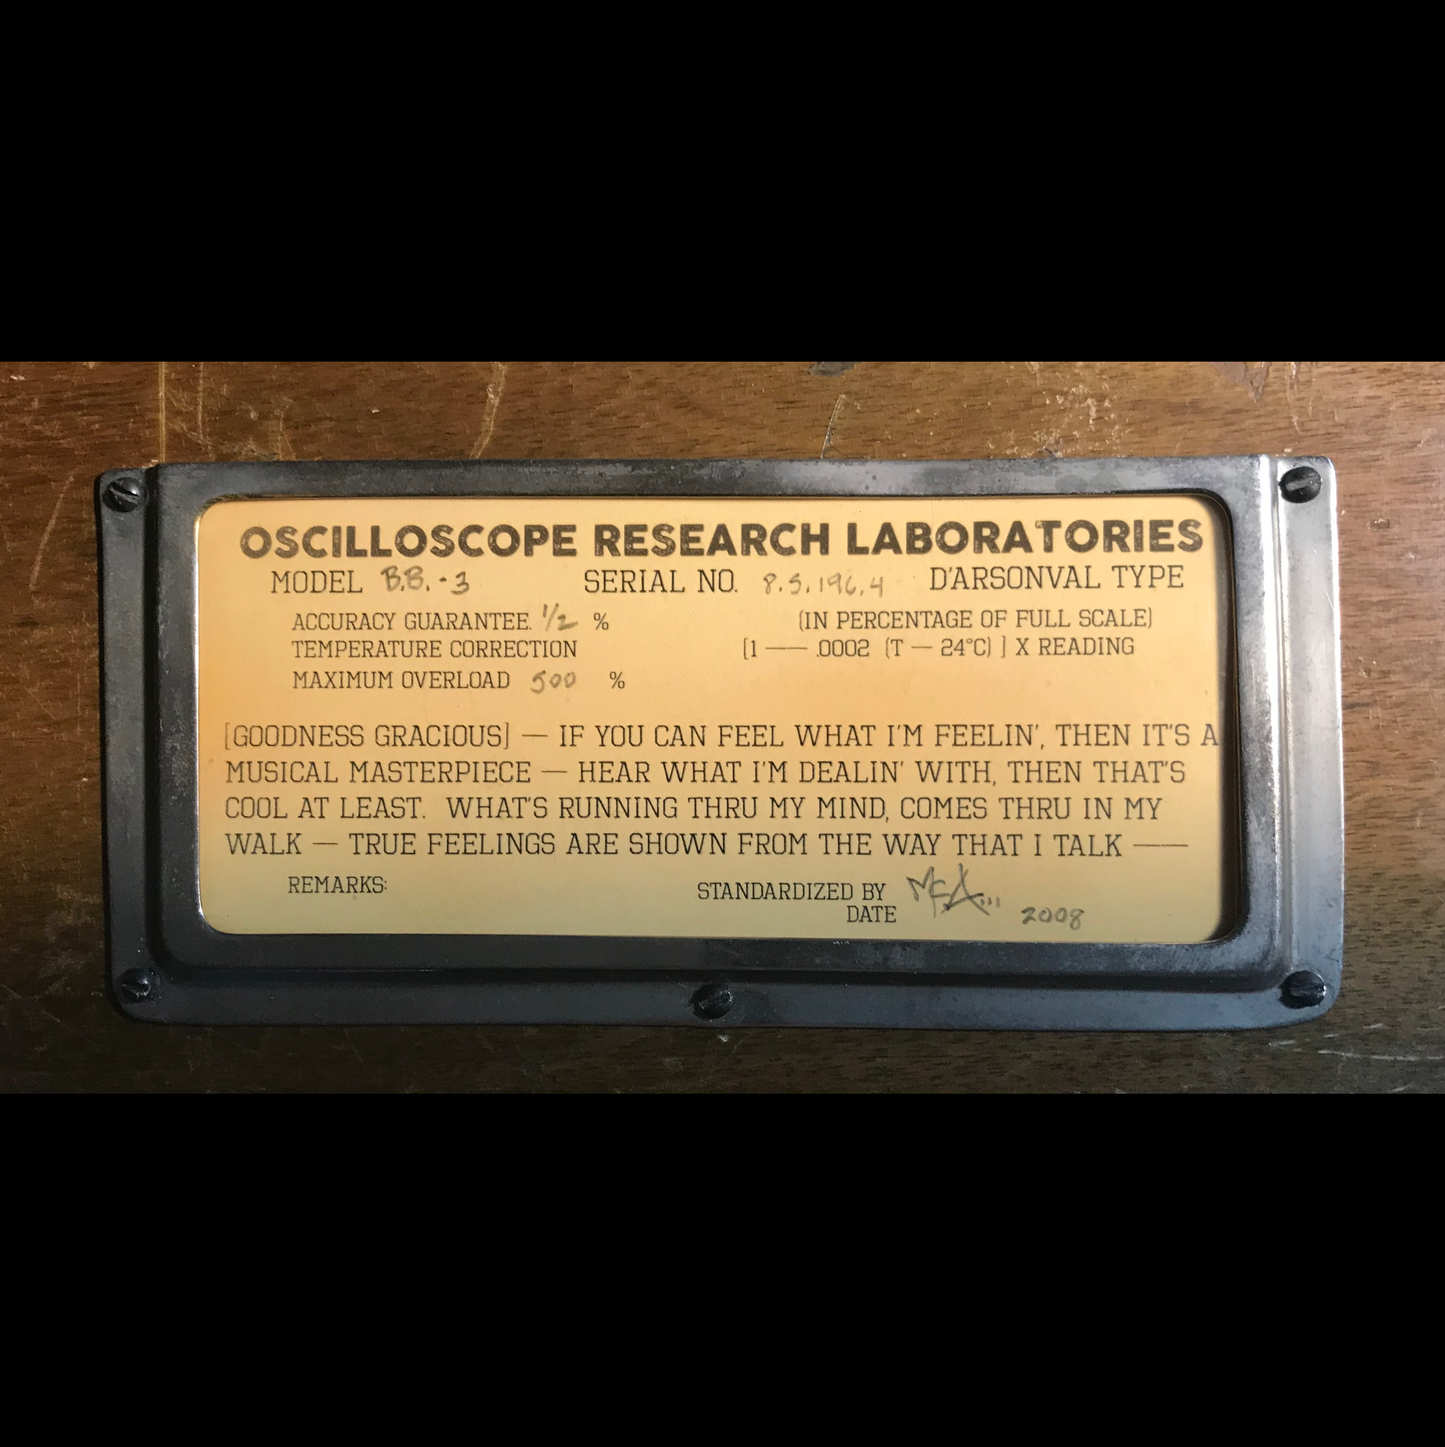 OSCILLOSCOPE RESEARCH LABORATORIES
MODEL B.B.-3 SERIAL NO. 8.5.196.4 D'ARSONVAL TYPE
ACCURACY GUARANTEE. 1/2 % (IN PERCENTAGE OF FULL SCALE)
TEMPERATURE CORRECTION [1 —— .0002 (T — 24°C) ] X READING
MAXIMUM OVERLOAD 500 %
[GOODNESS GRACIOUS] — IF YOU CAN FEEL WHAT I'M FEELIN', THEN IT'S A
MUSICAL MASTERPIECE — HEAR WHAT I'M DEALIN' WITH, THEN THAT'S
COOL AT LEAST. WHAT'S RUNNING THRU MY MIND, COMES THRU IN MY
WALK — TRUE FEELINGS ARE SHOWN FROM THE WAY THAT I TALK ——
REMARKS: STANDARDIZED BY McA...
DATE 2008